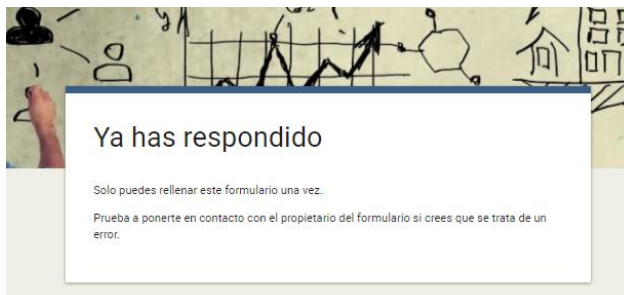 Ya has respondido
Solo puedes rellenar este formulario una vez.
Prueba a ponerte en contacto con el propietario del formulario si crees que se trata de un
error.